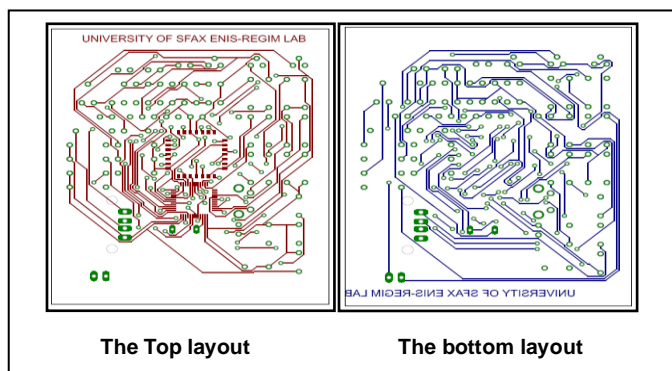 UNIVERSITY OF SFAX ENIS-REGIM LAB
UNIVERSITY OF SFAX ENIS-REGIM LAB
The Top layout
The bottom layout